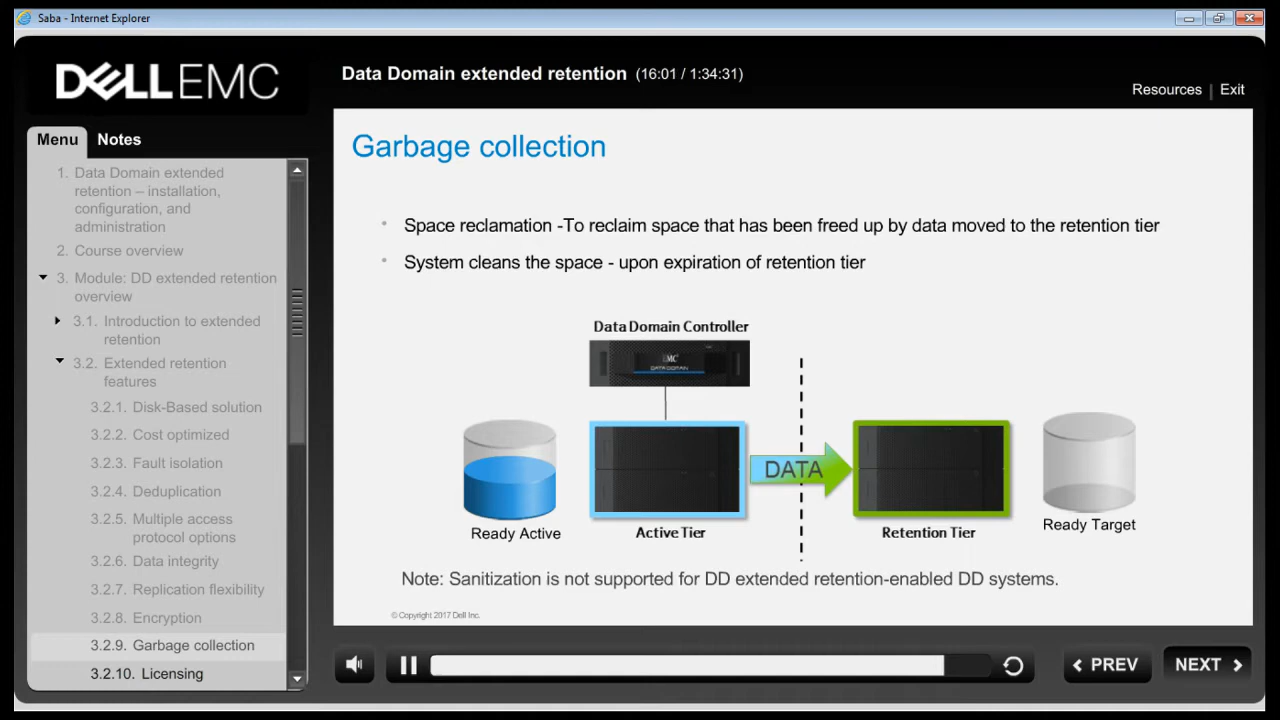 Saba - Internet Explorer
DELLEMC
Data Domain extended retention (16:01 / 1:34:31)
Resources | Exit
Menu
Notes
1. Data Domain extended
retention – installation,
configuration, and
administration
2. Course overview
3. Module: DD extended retention
overview
3.1. Introduction to extended
retention
3.2. Extended retention
features
3.2.1. Disk-Based solution
3.2.2. Cost optimized
3.2.3. Fault isolation
3.2.4. Deduplication
3.2.5. Multiple access
protocol options
3.2.6. Data integrity
3.2.7. Replication flexibility
3.2.8. Encryption
3.2.9. Garbage collection
3.2.10. Licensing
Garbage collection
• Space reclamation -To reclaim space that has been freed up by data moved to the retention tier
• System cleans the space - upon expiration of retention tier
Data Domain Controller
EMC²
DATA DOMAIN
DATA
Ready Active
Active Tier
Retention Tier
Ready Target
Note: Sanitization is not supported for DD extended retention-enabled DD systems.
© Copyright 2017 Dell Inc.
PREV
NEXT